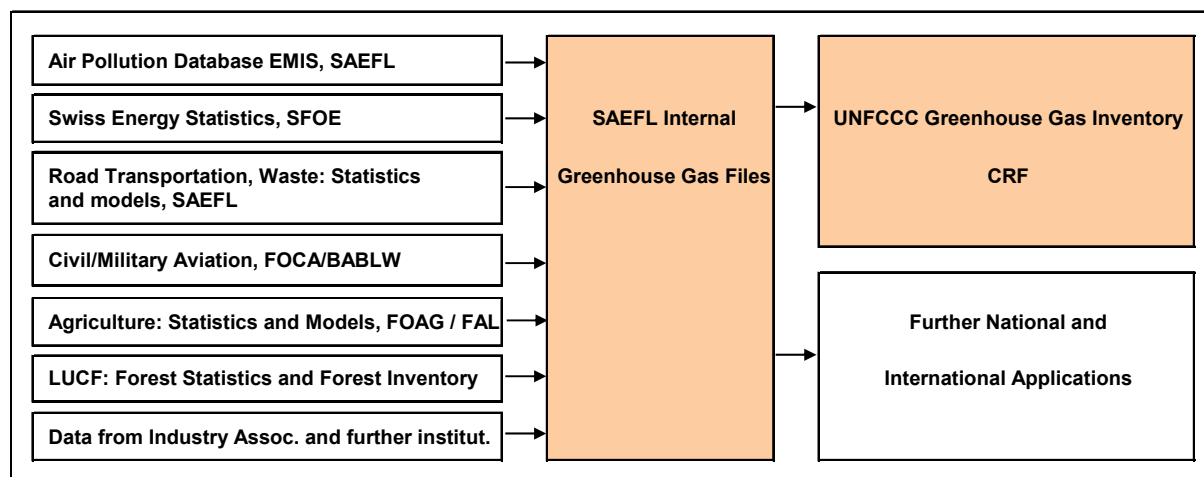 Air Pollution Database EMIS, SAEFL
Swiss Energy Statistics, SFOE
Road Transportation, Waste: Statistics
and models, SAEFL
Civil/Military Aviation, FOCA/BABLW
Agriculture: Statistics and Models, FOAG / FAL
LUCF: Forest Statistics and Forest Inventory
Data from Industry Assoc. and further institut.
SAEFL Internal
Greenhouse Gas Files
UNFCCC Greenhouse Gas Inventory
CRF
Further National and
International Applications